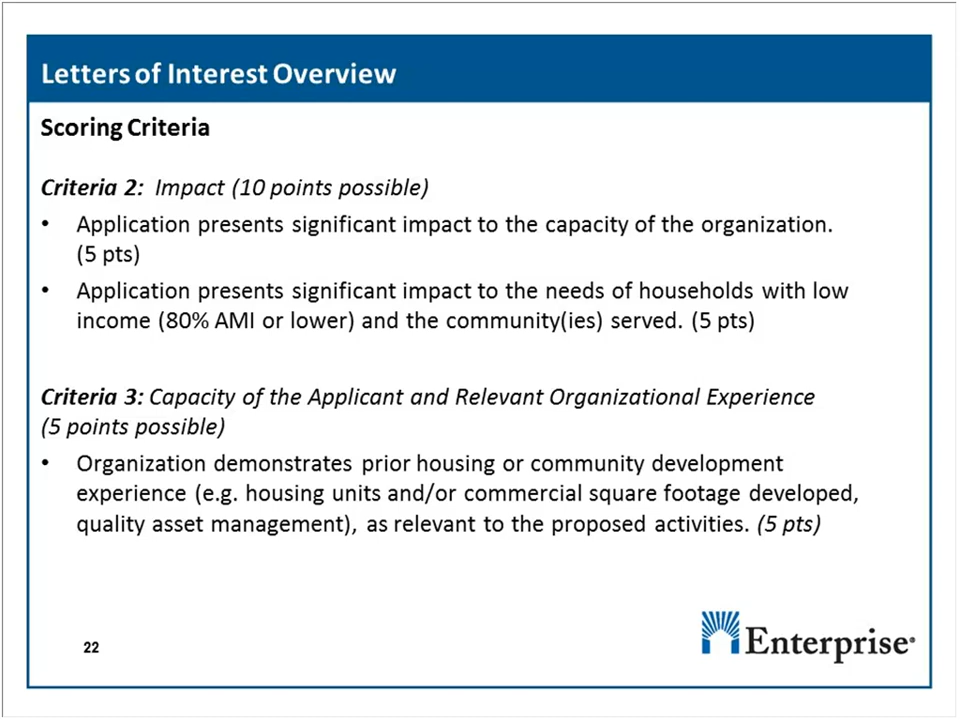 Letters of Interest Overview
Scoring Criteria
Criteria 2: Impact (10 points possible)
• Application presents significant impact to the capacity of the organization.
(5 pts)
• Application presents significant impact to the needs of households with low
income (80% AMI or lower) and the community(ies) served. (5 pts)
Criteria 3: Capacity of the Applicant and Relevant Organizational Experience
(5 points possible)
• Organization demonstrates prior housing or community development
experience (e.g. housing units and/or commercial square footage developed,
quality asset management), as relevant to the proposed activities. (5 pts)
22
Enterprise®